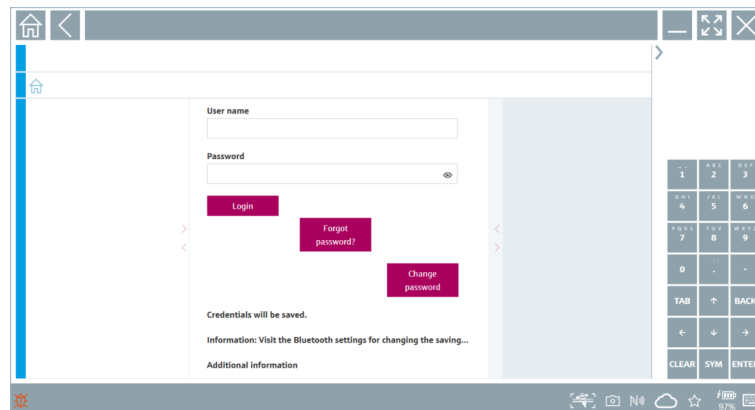 User name
Password
Login
Forgot
password?
Change
password
Credentials will be saved.
Information: Visit the Bluetooth settings for changing the saving...
Additional information
1
ABC
2
DEF
3
GHI
4
JKL
5
MNO
6
PQRS
7
TUV
8
WXYZ
9
0
.
-
TAB
↑
BACK
←
↓
→
CLEAR
SYM
ENTER
97%